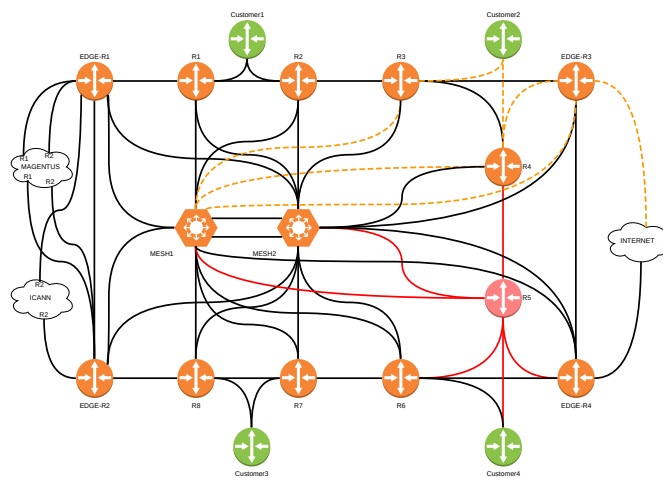 Customer1
Customer2
EDGE-R1
R1
R2
R3
EDGE-R3
R1
R2
MAGENTUS
R1
R2
R4
MESH1
MESH2
INTERNET
R2
ICANN
R2
R5
EDGE-R2
R8
R7
R6
EDGE-R4
Customer3
Customer4